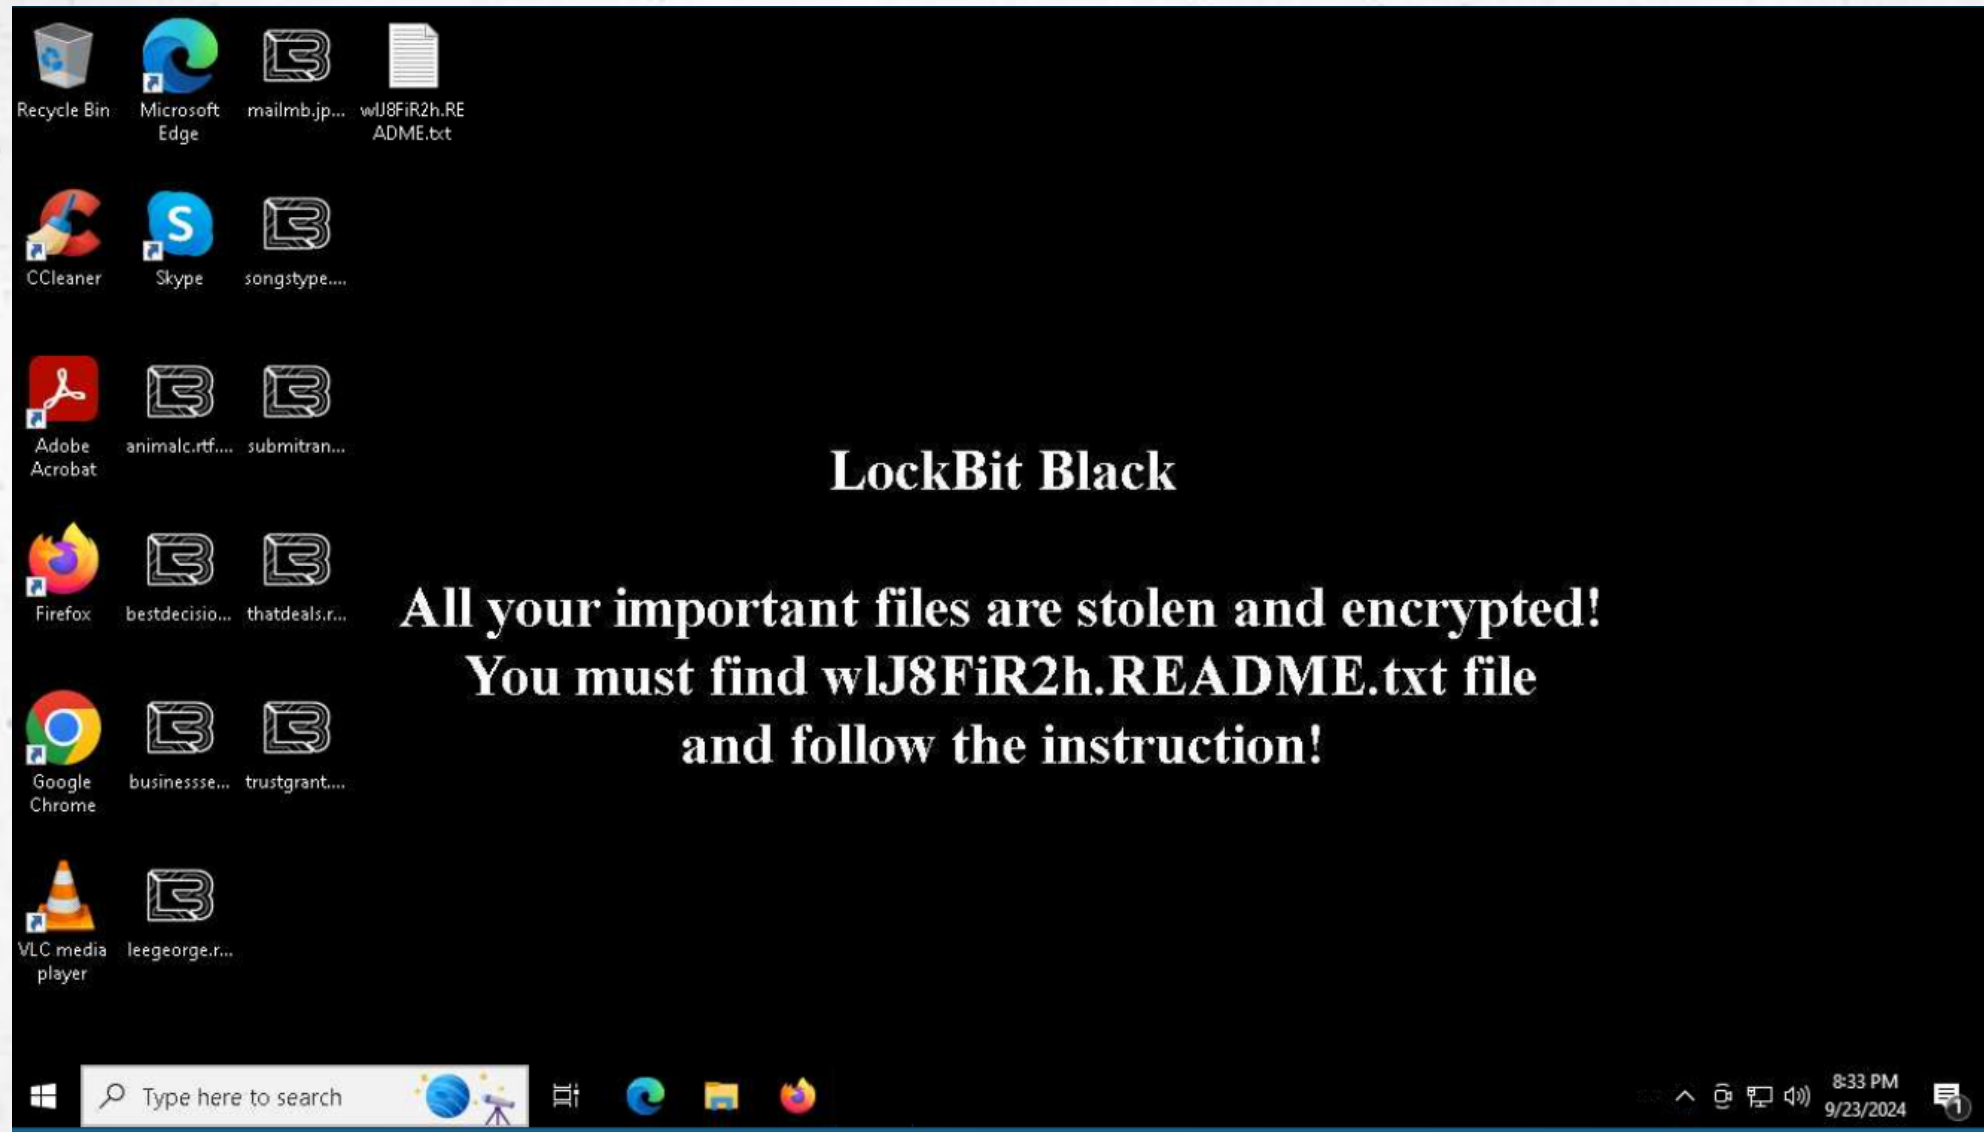 Recycle Bin
Microsoft
Edge
mailmb.jp...
wlJ8FiR2h.RE
ADME.txt
CCleaner
Skype
songstype....
Adobe
Acrobat
animalc.rtf....
submitran...
Firefox
bestdecisio...
thatdeals.r...
Google
Chrome
businessse...
trustgrant....
VLC media
player
leegeorge.r...
LockBit Black
All your important files are stolen and encrypted!
You must find wlJ8FiR2h.README.txt file
and follow the instruction!
Type here to search
8:33 PM
9/23/2024
1